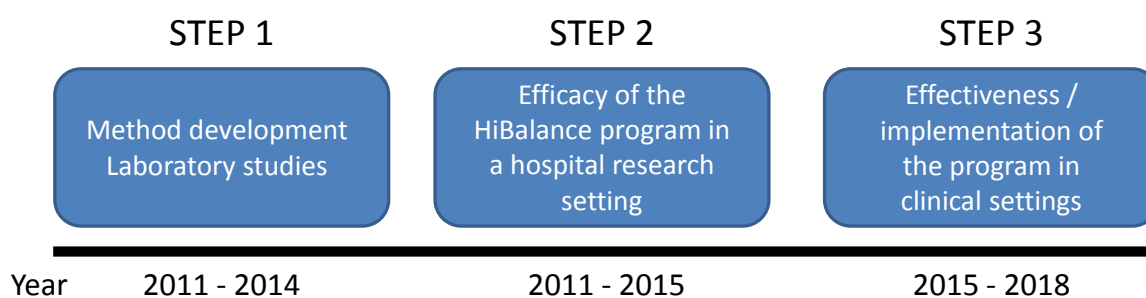 STEP 1
STEP 2
STEP 3
Method development
Laboratory studies
Efficacy of the
HiBalance program in
a hospital research
setting
Effectiveness /
implementation of
the program in
clinical settings
Year
2011 - 2014
2011 - 2015
2015 - 2018